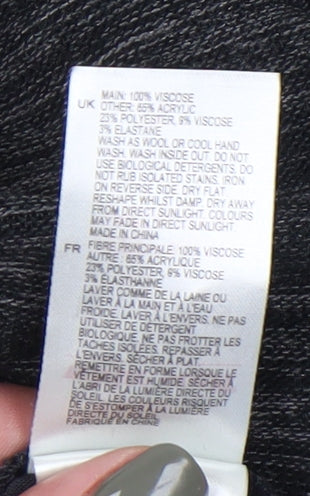 MAIN: 100% VISCOSE
UK OTHER: 65% ACRYLIC
23% POLYESTER, 9% VISCOSE
3% ELASTANE
WASH AS WOOL OR COOL HAND
WASH. WASH INSIDE OUT. DO NOT
USE BIOLOGICAL DETERGENTS. DO
NOT RUB ISOLATED STAINS. IRON
ON REVERSE SIDE. DRY FLAT
RESHAPE WHILST DAMP. DRY AWAY
FROM DIRECT SUNLIGHT. COLOURS
MAY FADE IN DIRECT SUNLIGHT.
MADE IN CHINA
FR FIBRE PRINCIPALE: 100% VISCOSE
AUTRE : 65% ACRYLIQUE
23% POLYESTER, 9% VISCOSE
3% ÉLASTHANNE
LAVER COMME DE LA LAINE OU
LAVER À LA MAIN ET À L'EAU
FROIDE. LAVER À L'ENVERS. NE PAS
UTILISER DE DÉTERGENT
BIOLOGIQUE. NE PAS FROTTER LES
TACHES ISOLÉES. REPASSER À
L'ENVERS. SÉCHER À PLAT.
REMETTRE EN FORME LORSQUE LE
VÊTEMENT EST HUMIDE. SÉCHER À
L'ABRI DE LA LUMIÈRE DIRECTE DU
SOLEIL. LES COULEURS RISQUENT
DE S'ESTOMPER À LA LUMIÈRE
DIRECTE DU SOLEIL
FABRIQUÉ EN CHINE